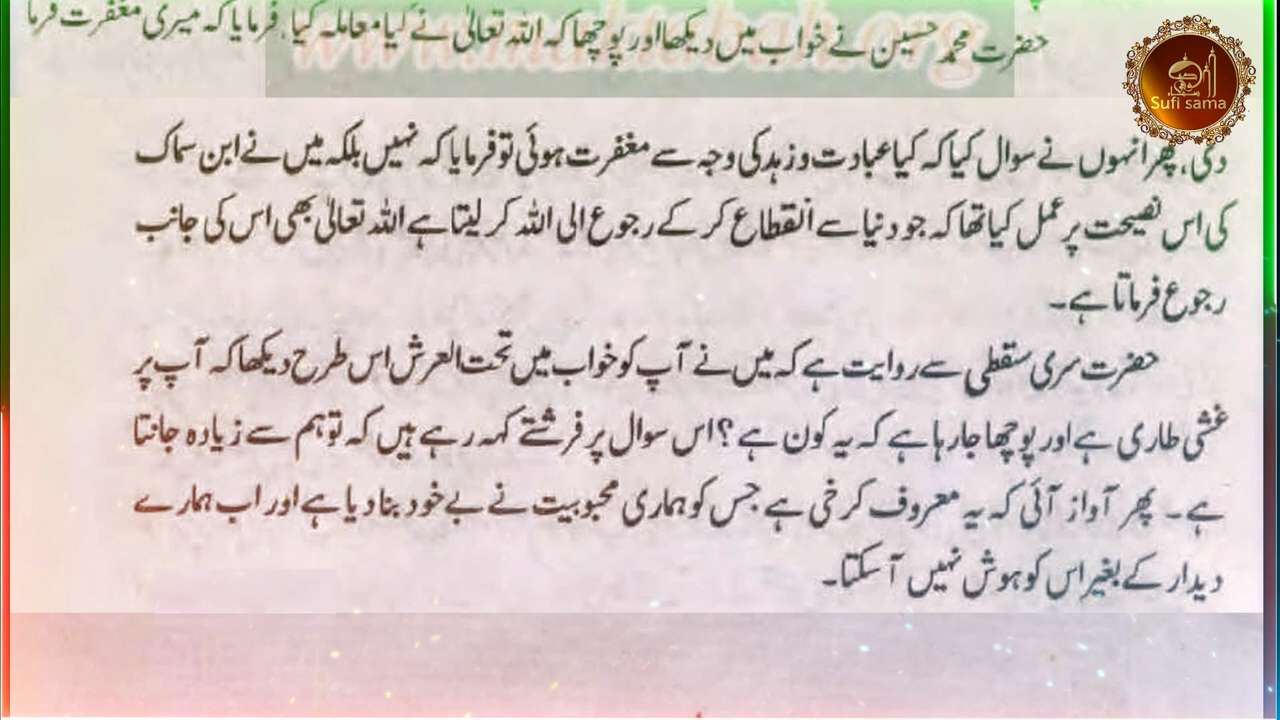 حضرت محمد حسین نے خواب میں دیکھا اور پوچھا کہ اللہ تعالیٰ نے کیا معاملہ کیا۔ فرمایا کہ میری مغفرت فرما
دی، پھر انہوں نے سوال کیا کہ کیا عبادت و زہد کی وجہ سے مغفرت ہوئی تو فرمایا کہ نہیں بلکہ میں نے ابن سماک
کی اس نصیحت پر عمل کیا تھا کہ جو دنیا سے انقطاع کر کے رجوع الی اللہ کر لیتا ہے اللہ تعالیٰ بھی اس کی جانب
رجوع فرماتا ہے۔
حضرت سری سقطی سے روایت ہے کہ میں نے آپ کو خواب میں تحت العرش اس طرح دیکھا کہ آپ پر
غشی طاری ہے اور پوچھا جا رہا ہے کہ یہ کون ہے؟ اس سوال پر فرشتے کہہ رہے ہیں کہ تو ہم سے زیادہ جانتا
ہے۔ پھر آواز آئی کہ یہ معروف کرخی ہے جس کو ہماری محبوبیت نے بے خود بنا دیا ہے اور اب ہمارے
دیدار کے بغیر اس کو ہوش نہیں آ سکتا۔
Sufi sama